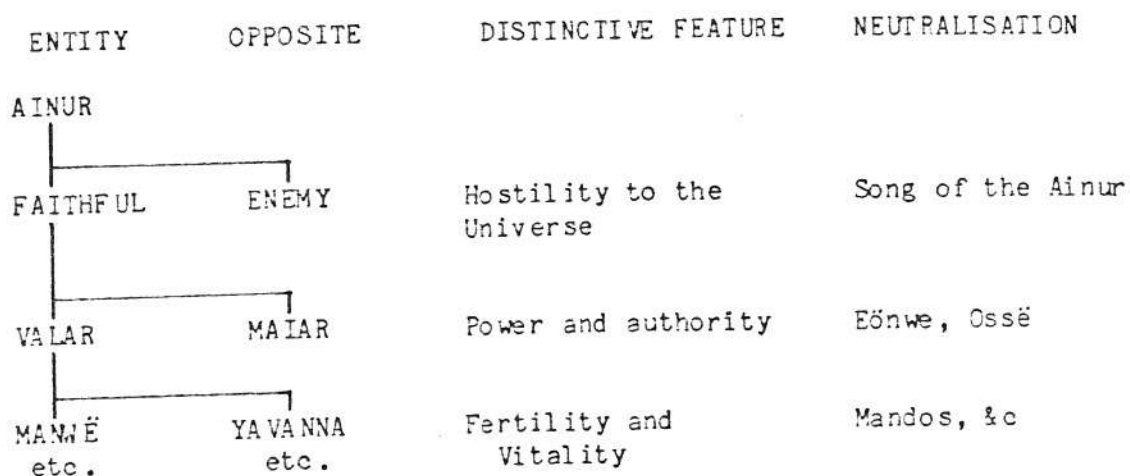 ENTITY OPPOSITE DISTINCTIVE FEATURE NEUTRALISATION
AINUR
FAITHFUL ENEMY Hostility to the Song of the Ainur
Universe
VALAR MAIAR Power and authority Eönwe, Ossë
MANWË YAVANNA Fertility and Mandos, &c
etc. etc. Vitality